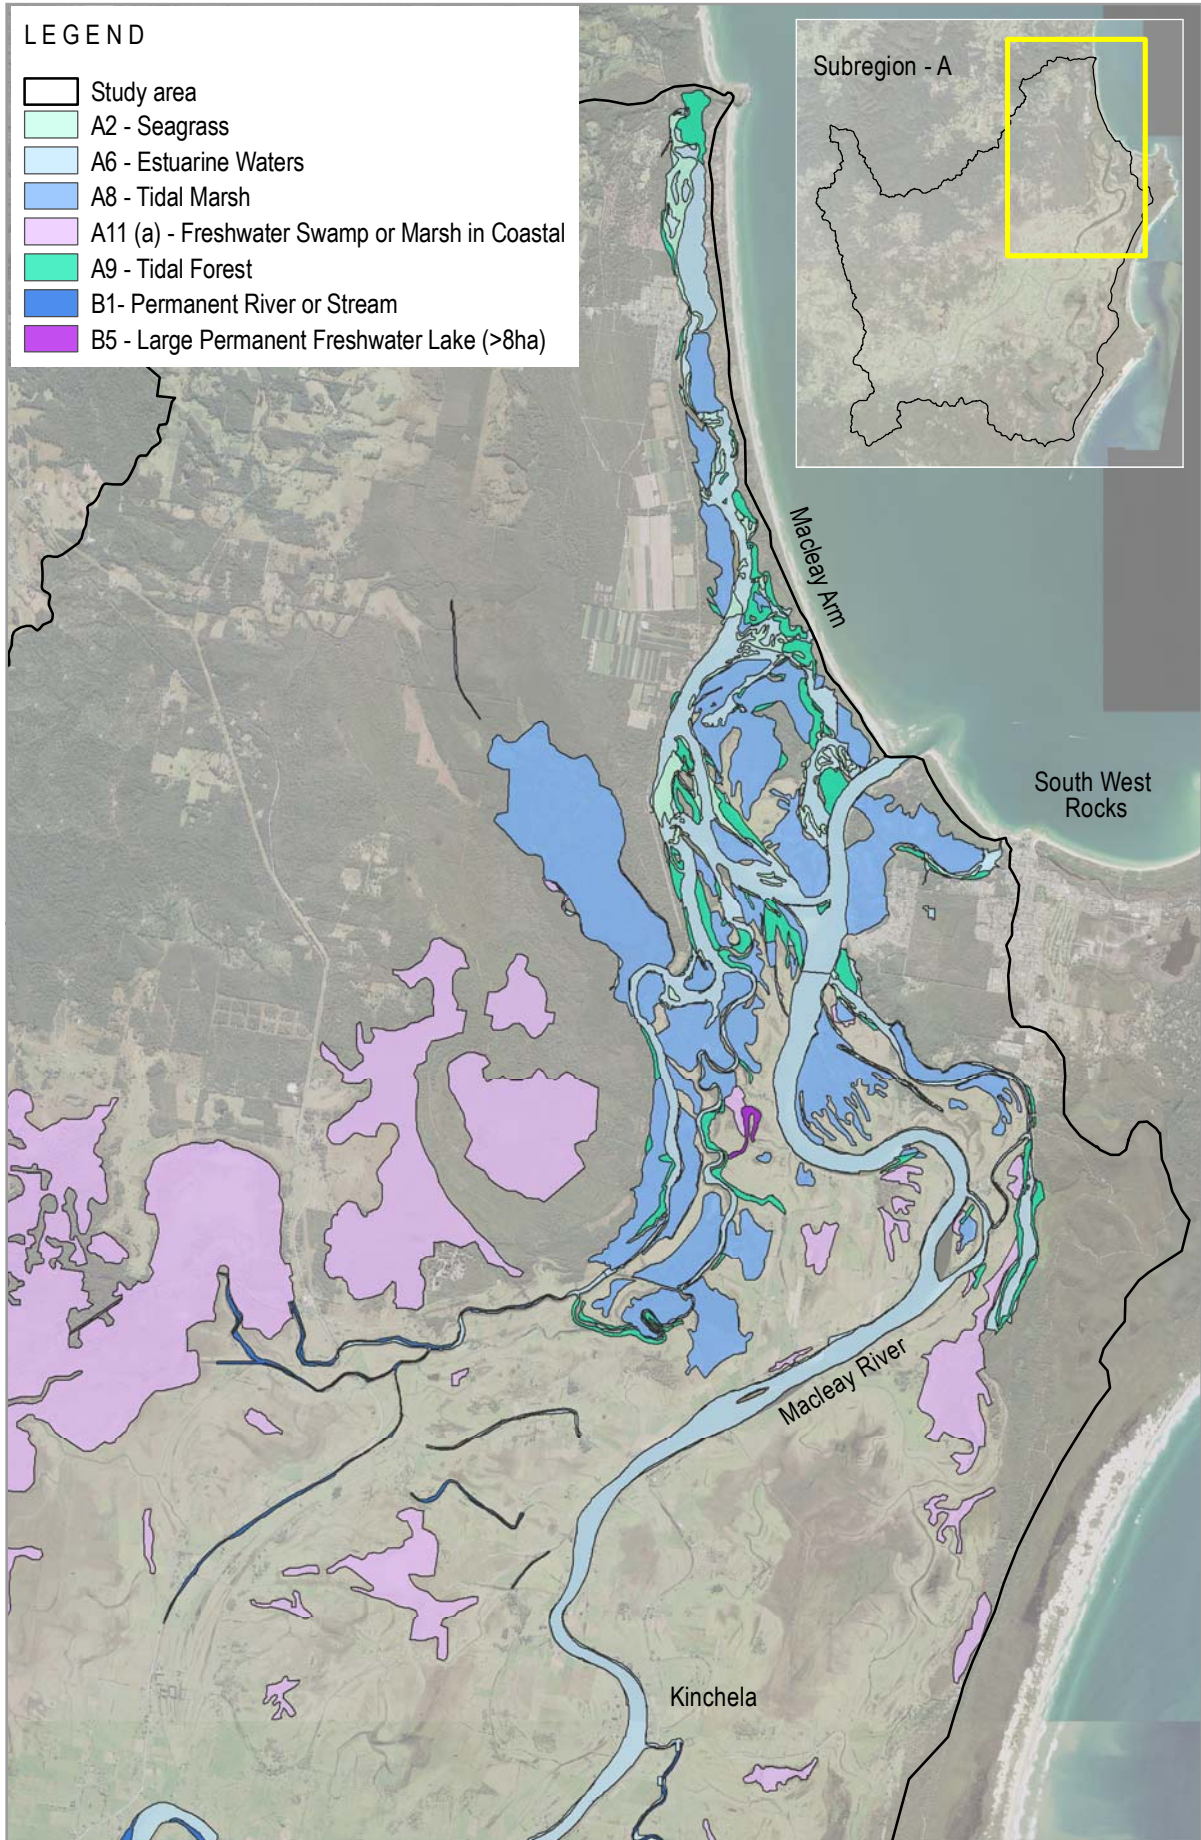 LEGEND
Study area
A2 - Seagrass
A6 - Estuarine Waters
A8 - Tidal Marsh
A11 (a) - Freshwater Swamp or Marsh in Coastal
A9 - Tidal Forest
B1- Permanent River or Stream
B5 - Large Permanent Freshwater Lake (>8ha)
Subregion - A
Macleay Arm
South West
Rocks
Macleay River
Kinchela